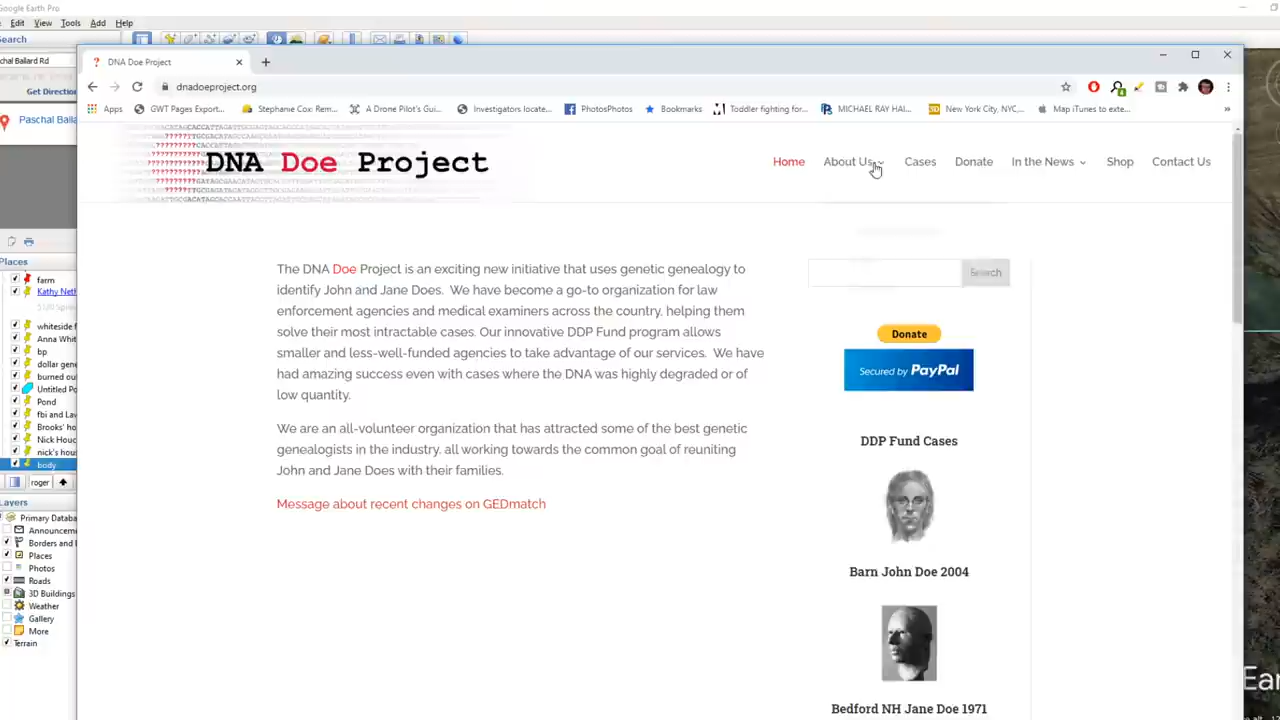 Google Earth Pro
Edit View Tools Add Help
Search
chal Ballard Rd
Get Directi
Paschal Balla
Places
farm
Kathy Neth
whiteside f
Anna Whit
bp
dollar gene
burned out
Untitled Po
Pond
fbi and Law
Brooks' ho
Nick Houc
nick's hous
body
roger
Layers
Primary Databa
Announcem
Borders and L
Places
Photos
Roads
3D Buildings
Weather
Gallery
More
Terrain
? DNA Doe Project
dnadoeproject.org
Apps GWT Pages Export... Stephanie Cox: Rem... A Drone Pilot's Gui... Investigators locate... PhotosPhotos Bookmarks Toddler fighting for... MICHAEL RAY HAI... New York City, NYC,... Map iTunes to exte... »
DNA Doe Project
Home About Us Cases Donate In the News Shop Contact Us
The DNA Doe Project is an exciting new initiative that uses genetic genealogy to
identify John and Jane Does. We have become a go-to organization for law
enforcement agencies and medical examiners across the country, helping them
solve their most intractable cases. Our innovative DDP Fund program allows
smaller and less-well-funded agencies to take advantage of our services. We have
had amazing success even with cases where the DNA was highly degraded or of
low quantity.
We are an all-volunteer organization that has attracted some of the best genetic
genealogists in the industry, all working towards the common goal of reuniting
John and Jane Does with their families.
Message about recent changes on GEDmatch
Search
Donate
Secured by PayPal
DDP Fund Cases
Barn John Doe 2004
Bedford NH Jane Doe 1971
Ear